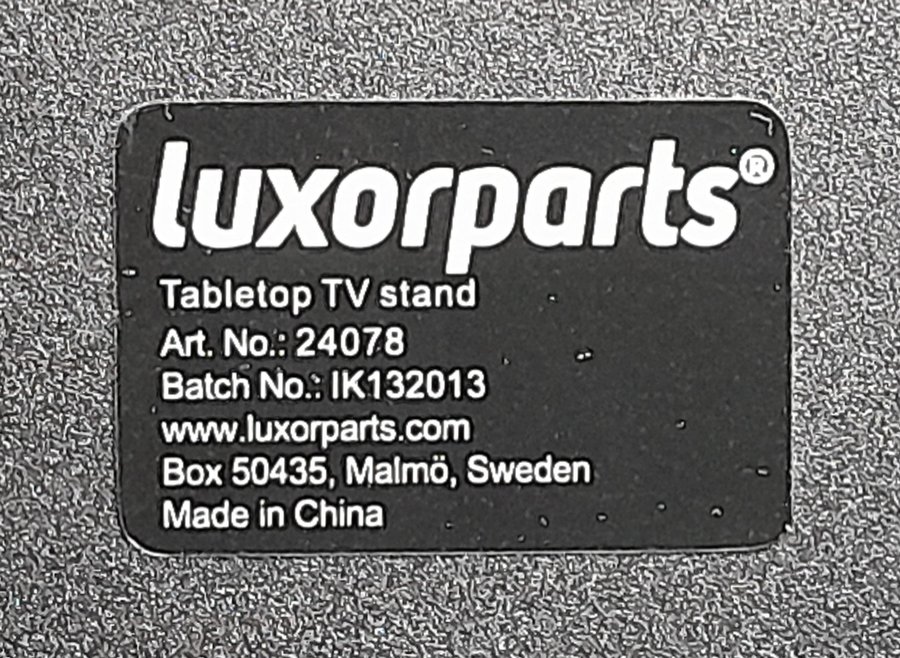 luxorparts®
Tabletop TV stand
Art. No.: 24078
Batch No.: IK132013
www.luxorparts.com
Box 50435, Malmö, Sweden
Made in China